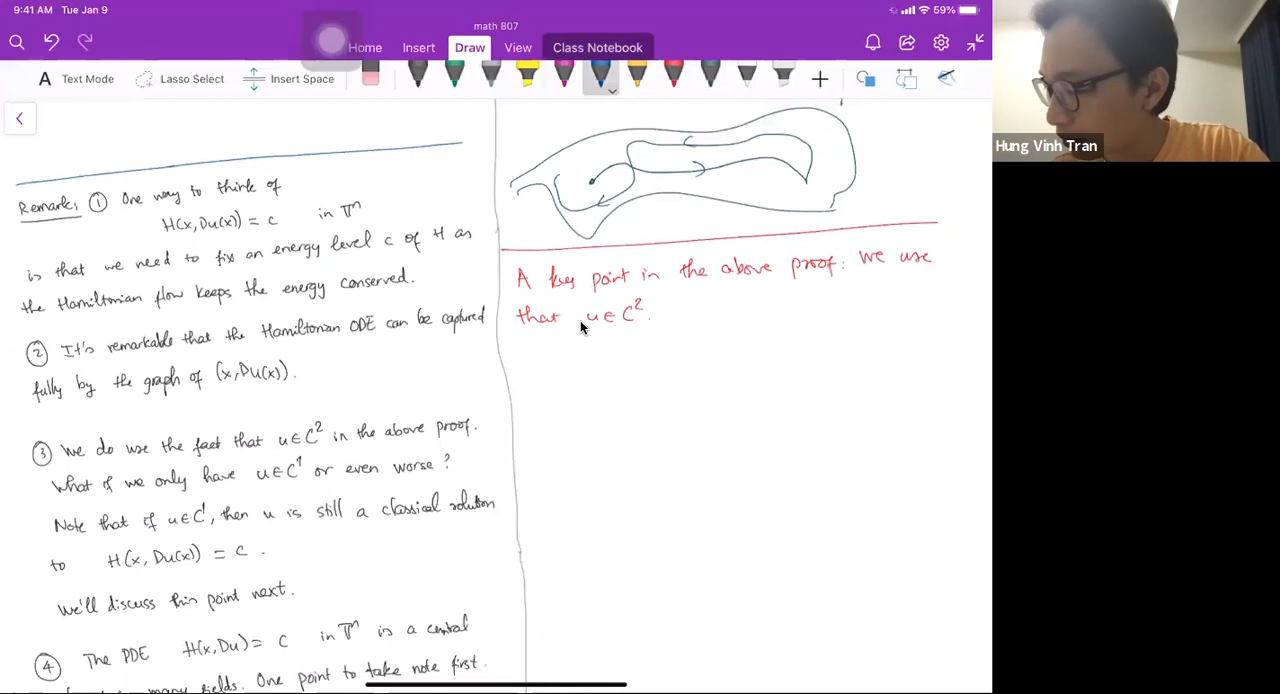 9:41 AM Tue Jan 9
59%
math 807
Home Insert Draw View Class Notebook
A Text Mode Lasso Select Insert Space
Hung Vinh Tran
Remark: ① One way to think of
H(x, Du(x)) = c in 𝕋ⁿ
is that we need to fix an energy level c of H as
the Hamiltonian flow keeps the energy conserved.
② It's remarkable that the Hamiltonian ODE can be captured
fully by the graph of (x, Du(x)).
③ We do use the fact that u ∈ C² in the above proof.
What if we only have u ∈ C¹ or even worse?
Note that if u ∈ C¹, then u is still a classical solution
to H(x, Du(x)) = c.
We'll discuss this point next.
④ The PDE H(x, Du) = c in 𝕋ⁿ is a central
many fields. One point to take note first.
A key point in the above proof: we use
that u ∈ C².